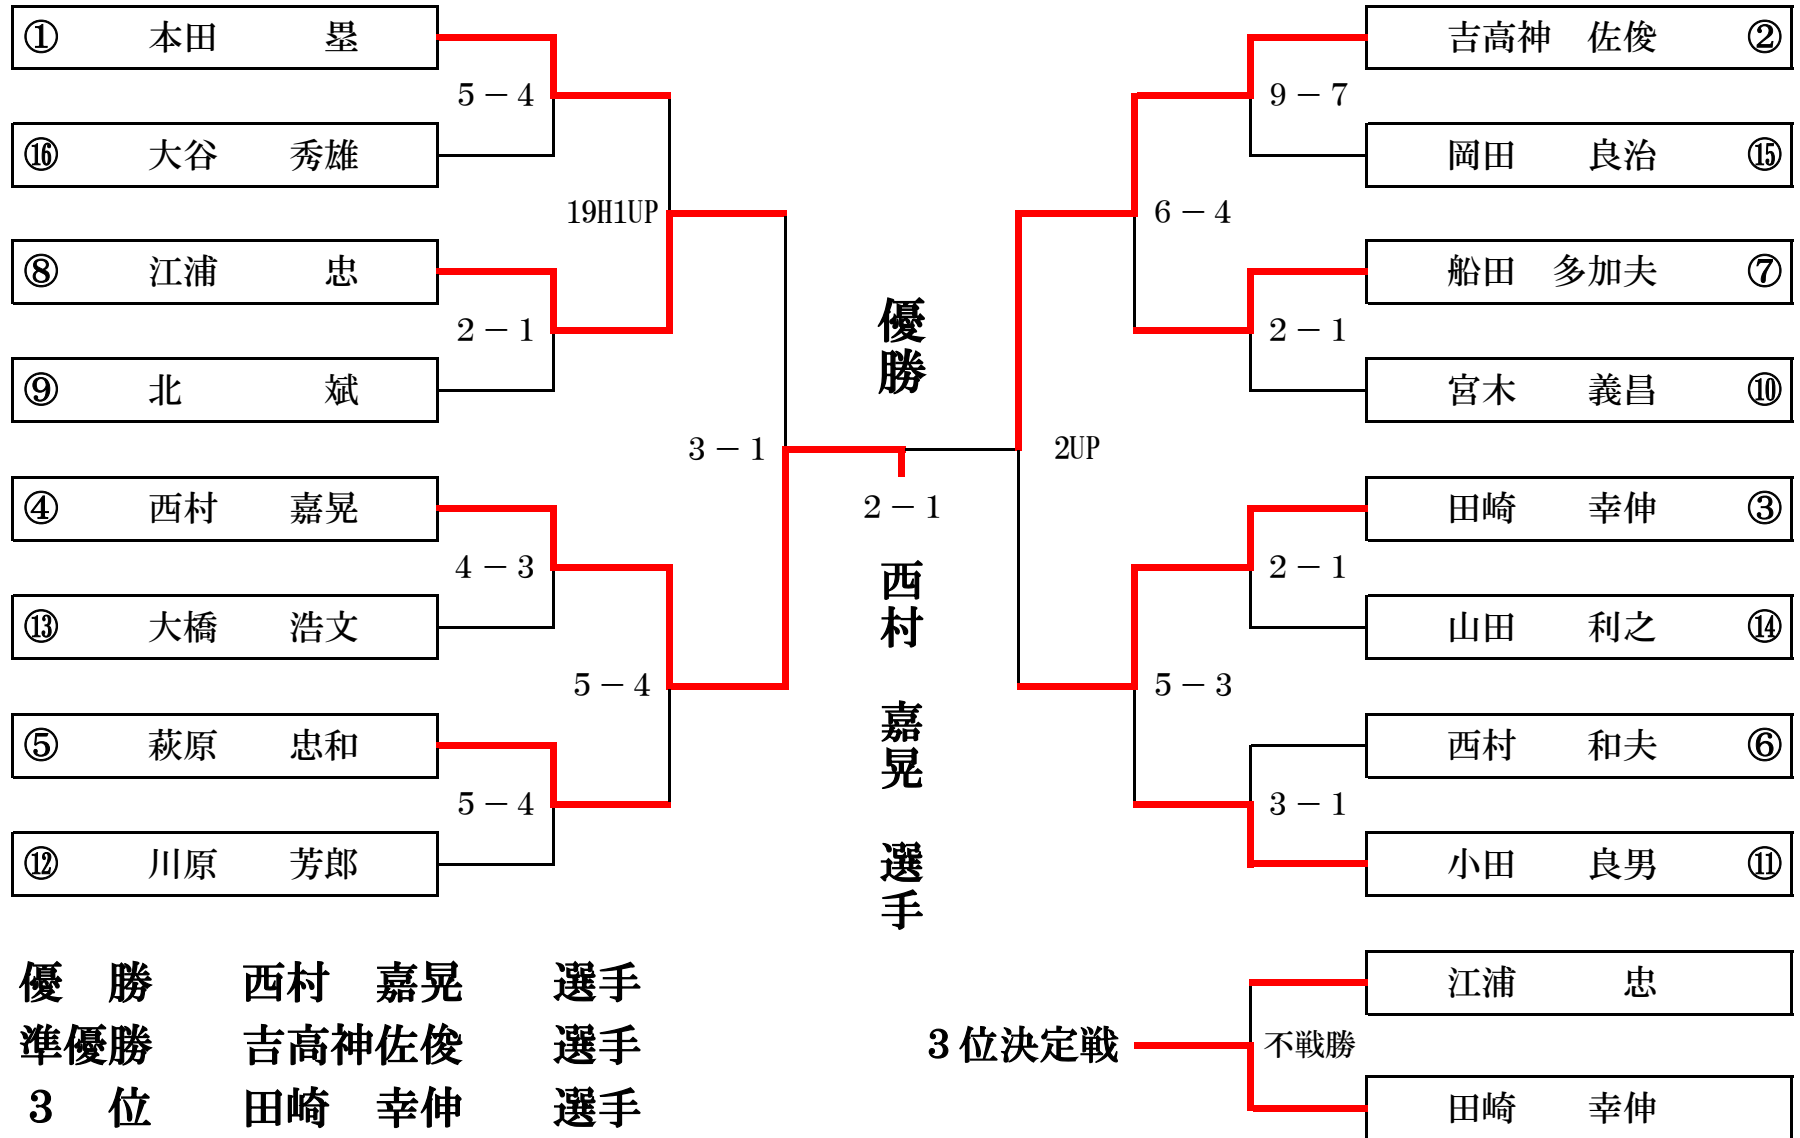 ① 本田 塁
吉高神 佐俊 ②
5－4
9－7
⑯ 大谷 秀雄
岡田 良治 ⑮
19H1UP
6－4
⑧ 江浦 忠
船田 多加夫 ⑦
2－1
2－1
⑨ 北 斌
宮木 義昌 ⑩
優勝
3－1
2UP
2－1
西村 嘉晃 選手
④ 西村 嘉晃
田崎 幸伸 ③
4－3
2－1
⑬ 大橋 浩文
山田 利之 ⑭
5－4
5－3
⑤ 萩原 忠和
西村 和夫 ⑥
5－4
3－1
⑫ 川原 芳郎
小田 良男 ⑪
優 勝 西村 嘉晃 選手
準優勝 吉高神佐俊 選手
3 位 田崎 幸伸 選手
江浦 忠
3位決定戦 不戦勝
田崎 幸伸